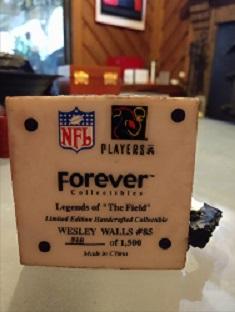 NFL
PLAYERS
Forever™
Collectibles
Legends of "The Field"
Limited Edition Handcrafted Collectible
WESLEY WALLS #85
of 1,500
Made in China